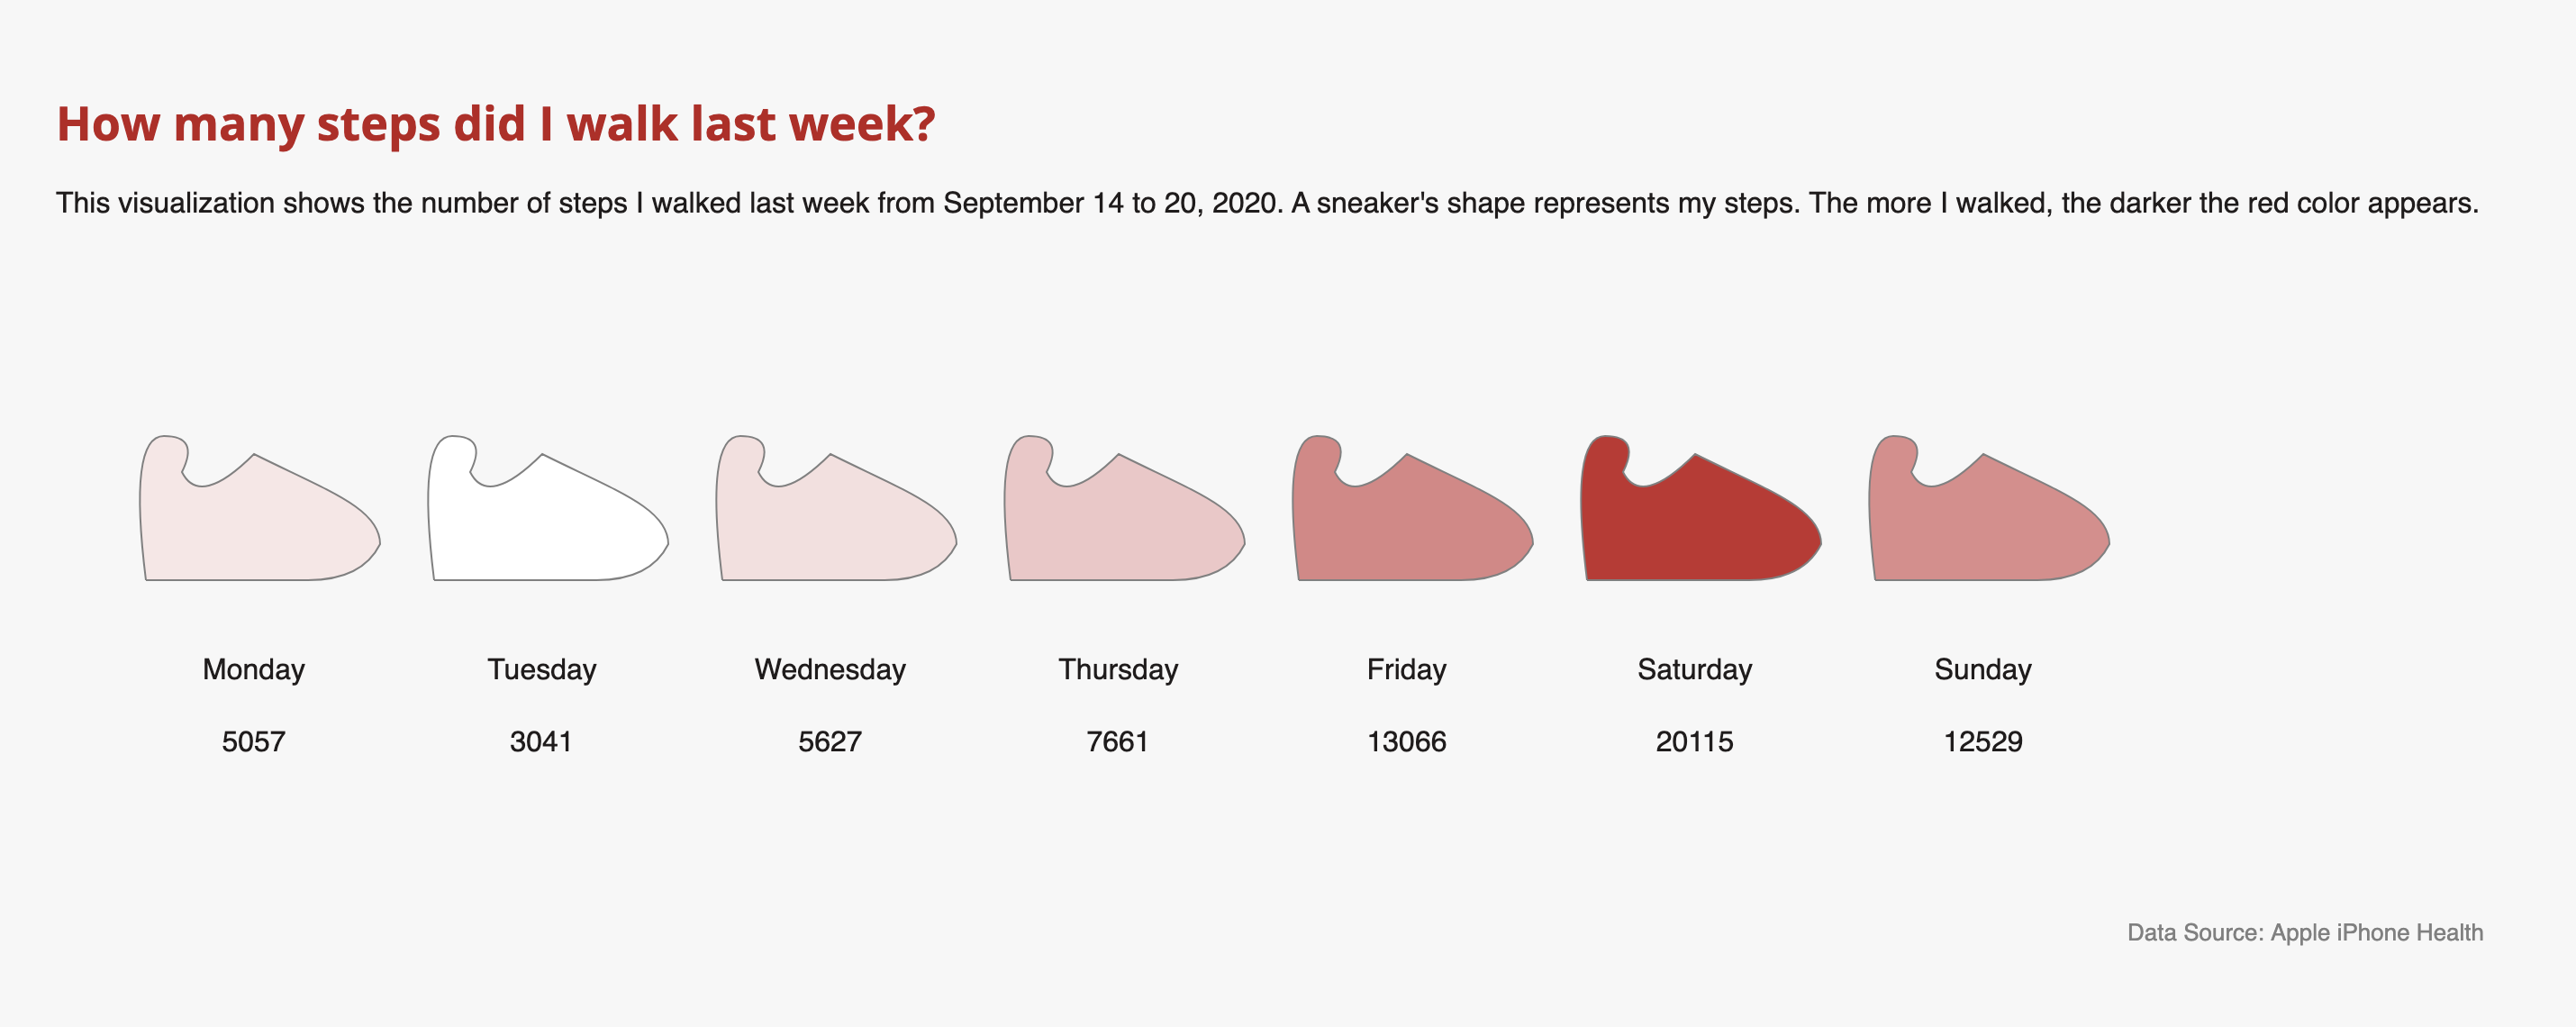 How many steps did I walk last week?
This visualization shows the number of steps I walked last week from September 14 to 20, 2020. A sneaker's shape represents my steps. The more I walked, the darker the red color appears.
Monday Tuesday Wednesday Thursday Friday Saturday Sunday
5057 3041 5627 7661 13066 20115 12529
Data Source: Apple iPhone Health